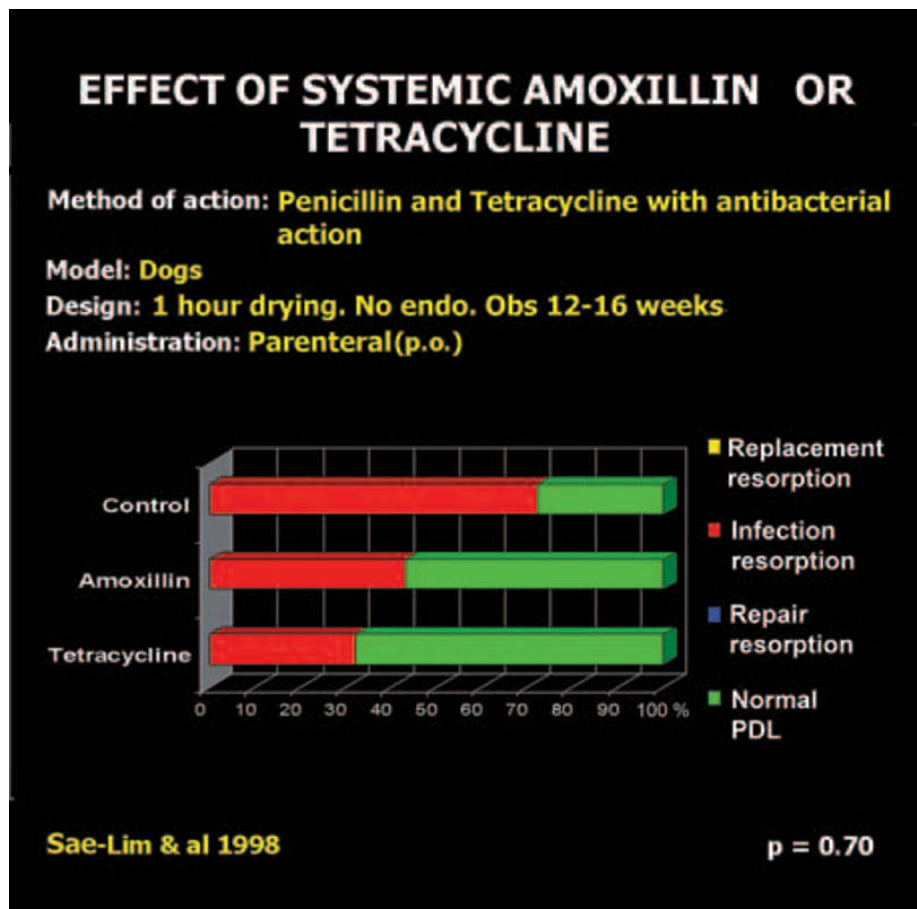 EFFECT OF SYSTEMIC AMOXILLIN OR
TETRACYCLINE
Method of action: Penicillin and Tetracycline with antibacterial
action
Model: Dogs
Design: 1 hour drying. No endo. Obs 12-16 weeks
Administration: Parenteral(p.o.)
Control
Amoxillin
Tetracycline
0 10 20 30 40 50 60 70 80 90 100 %
Replacement
resorption
Infection
resorption
Repair
resorption
Normal
PDL
Sae-Lim & al 1998
p = 0.70